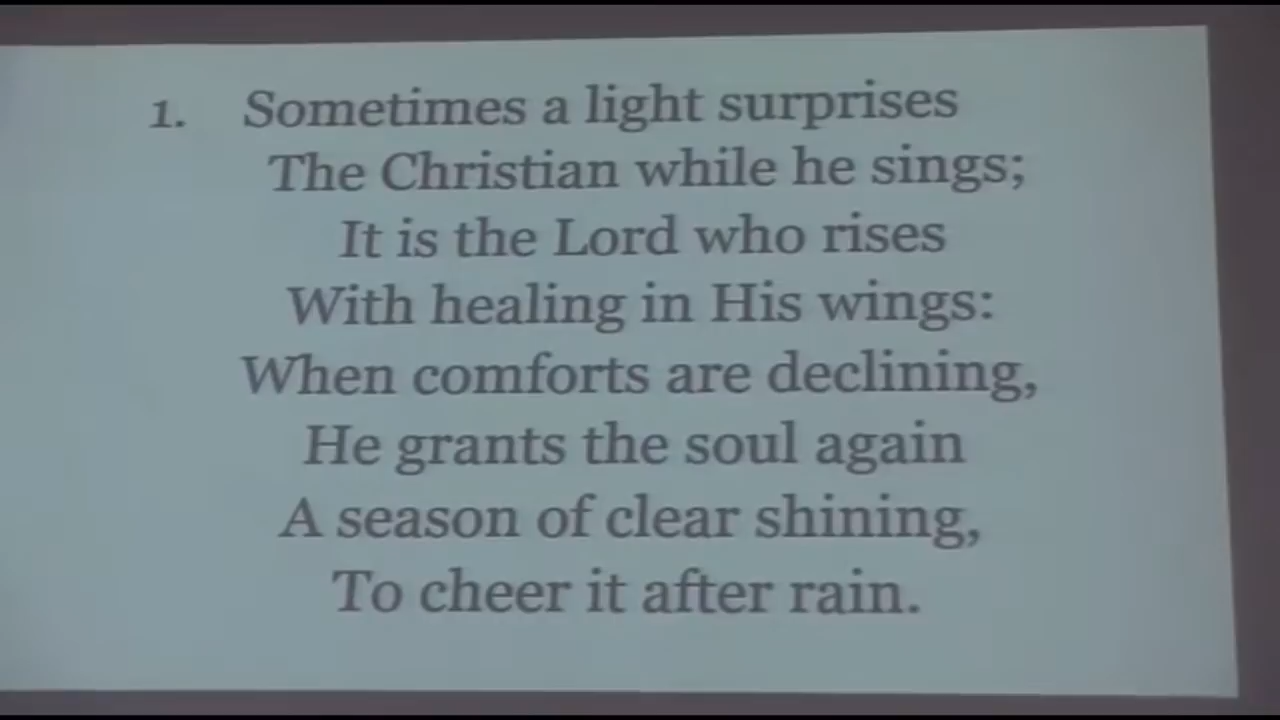 1. Sometimes a light surprises
The Christian while he sings;
It is the Lord who rises
With healing in His wings:
When comforts are declining,
He grants the soul again
A season of clear shining,
To cheer it after rain.